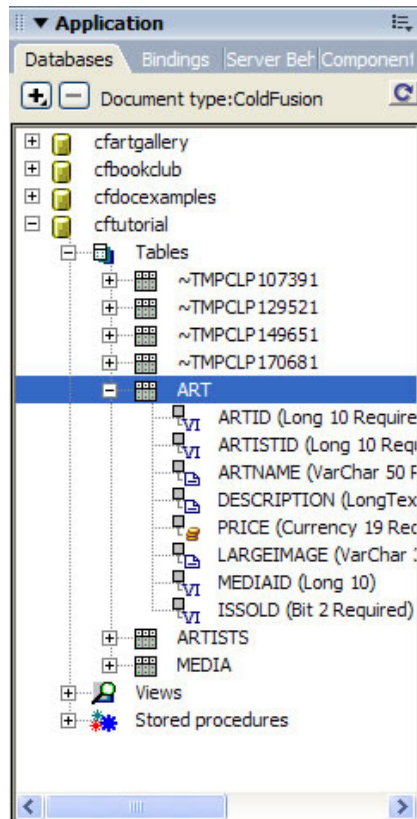 Application
Databases Bindings Server Beh Component
Document type:ColdFusion
cfartgallery
cfbookclub
cfdocexamples
cftutorial
Tables
~TMPCLP107391
~TMPCLP129521
~TMPCLP149651
~TMPCLP170681
ART
ARTID (Long 10 Require
ARTISTID (Long 10 Requ
ARTNAME (VarChar 50 R
DESCRIPTION (LongTex
PRICE (Currency 19 Req
LARGEIMAGE (VarChar 3
MEDIAID (Long 10)
ISSOLD (Bit 2 Required)
ARTISTS
MEDIA
Views
Stored procedures